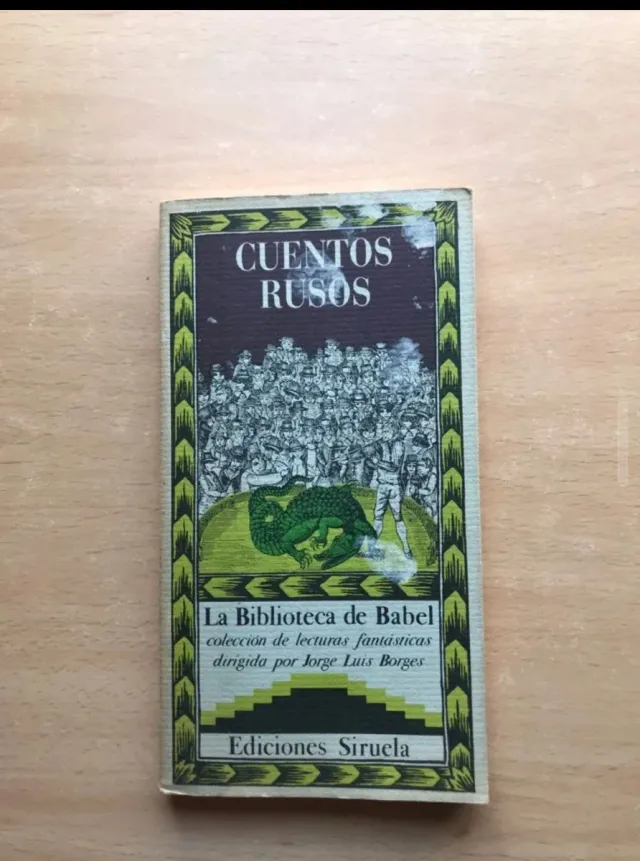 CUENTOS
RUSOS
La Biblioteca de Babel
colección de lecturas fantásticas
dirigida por Jorge Luis Borges
Ediciones Siruela